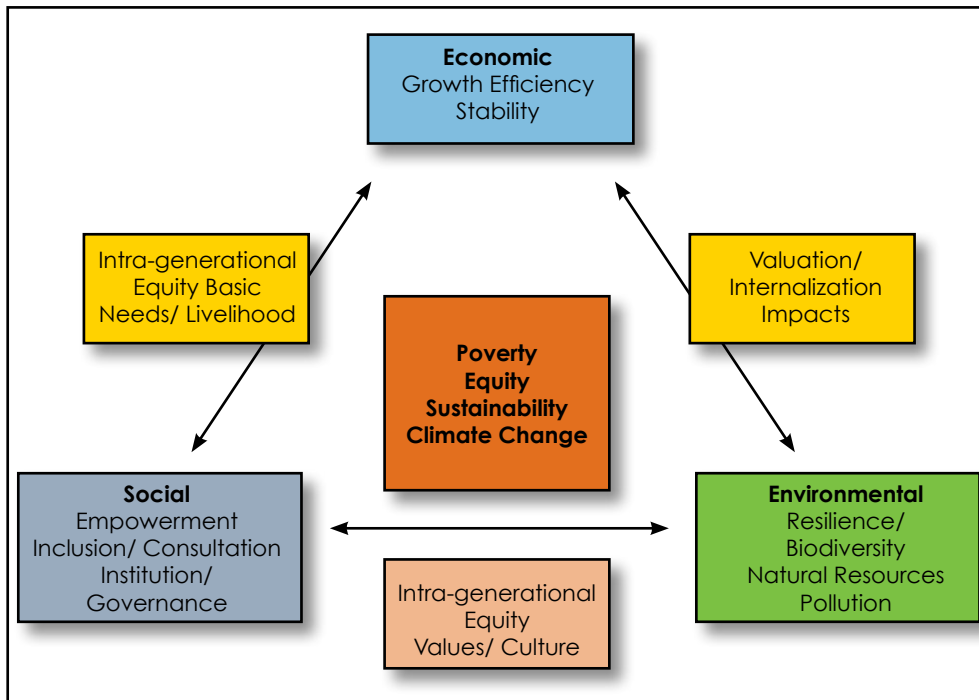 Economic
Growth Efficiency
Stability
Intra-generational
Equity Basic
Needs/ Livelihood
Valuation/
Internalization
Impacts
Poverty
Equity
Sustainability
Climate Change
Social
Empowerment
Inclusion/ Consultation
Institution/
Governance
Environmental
Resilience/
Biodiversity
Natural Resources
Pollution
Intra-generational
Equity
Values/ Culture